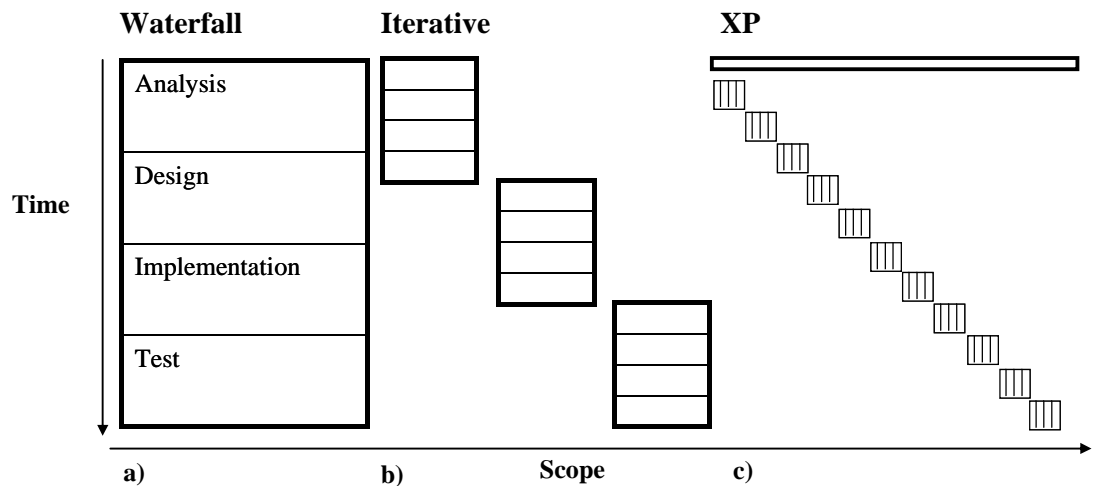 Waterfall
Iterative
XP
Analysis
Design
Time
Implementation
Test
a)
b)
Scope
c)